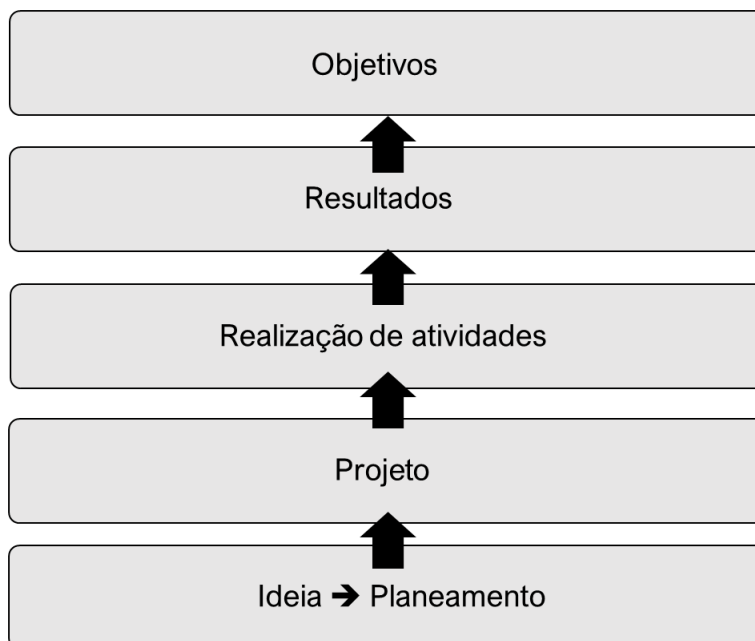 Objetivos
Resultados
Realização de atividades
Projeto
Ideia ➔ Planeamento